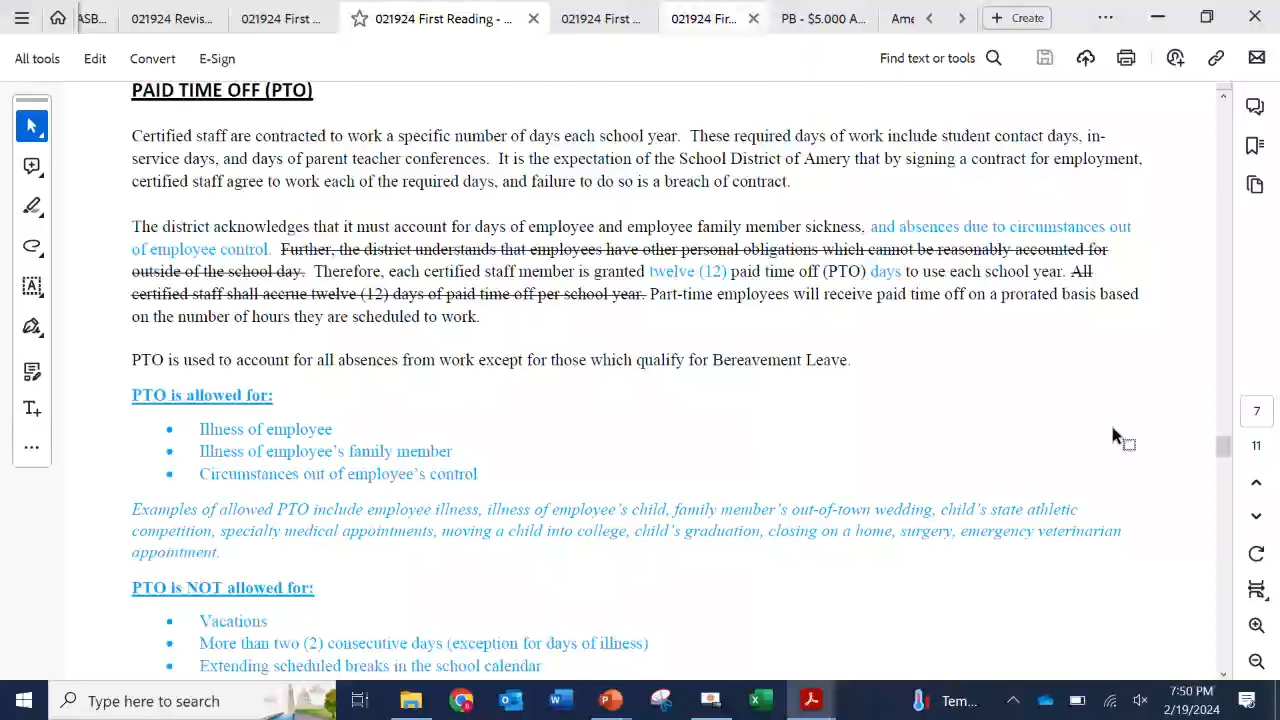 ASB...
021924 Revis...
021924 First ...
021924 First Reading - ...
021924 First ...
021924 Fir...
PB - $5.000 A...
Ame
Create
All tools
Edit
Convert
E-Sign
Find text or tools
PAID TIME OFF (PTO)
Certified staff are contracted to work a specific number of days each school year. These required days of work include student contact days, in-
service days, and days of parent teacher conferences. It is the expectation of the School District of Amery that by signing a contract for employment,
certified staff agree to work each of the required days, and failure to do so is a breach of contract.
The district acknowledges that it must account for days of employee and employee family member sickness, and absences due to circumstances out
of employee control. Further, the district understands that employees have other personal obligations which cannot be reasonably accounted for
outside of the school day. Therefore, each certified staff member is granted twelve (12) paid time off (PTO) days to use each school year. All
certified staff shall accrue twelve (12) days of paid time off per school year. Part-time employees will receive paid time off on a prorated basis based
on the number of hours they are scheduled to work.
PTO is used to account for all absences from work except for those which qualify for Bereavement Leave.
PTO is allowed for:
• Illness of employee
• Illness of employee's family member
• Circumstances out of employee's control
Examples of allowed PTO include employee illness, illness of employee's child, family member's out-of-town wedding, child's state athletic
competition, specialty medical appointments, moving a child into college, child's graduation, closing on a home, surgery, emergency veterinarian
appointment.
PTO is NOT allowed for:
• Vacations
• More than two (2) consecutive days (exception for days of illness)
• Extending scheduled breaks in the school calendar
7
11
Type here to search
Tem...
7:50 PM
2/19/2024